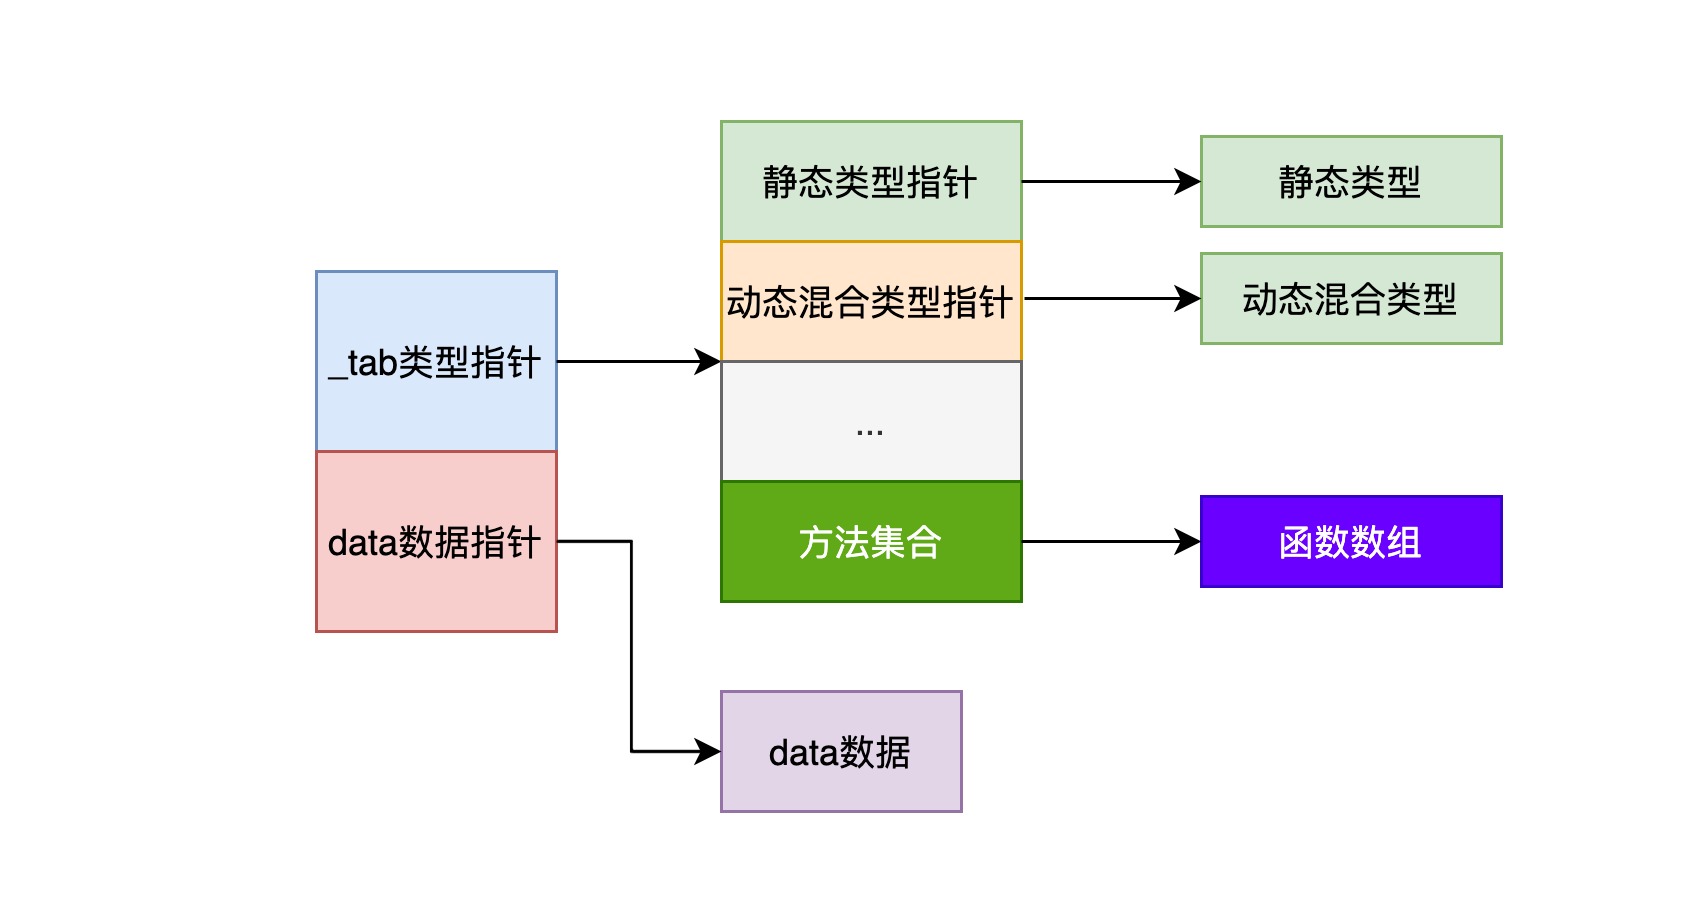 静态类型指针
静态类型
动态混合类型指针
动态混合类型
_tab类型指针
...
data数据指针
方法集合
函数数组
data数据